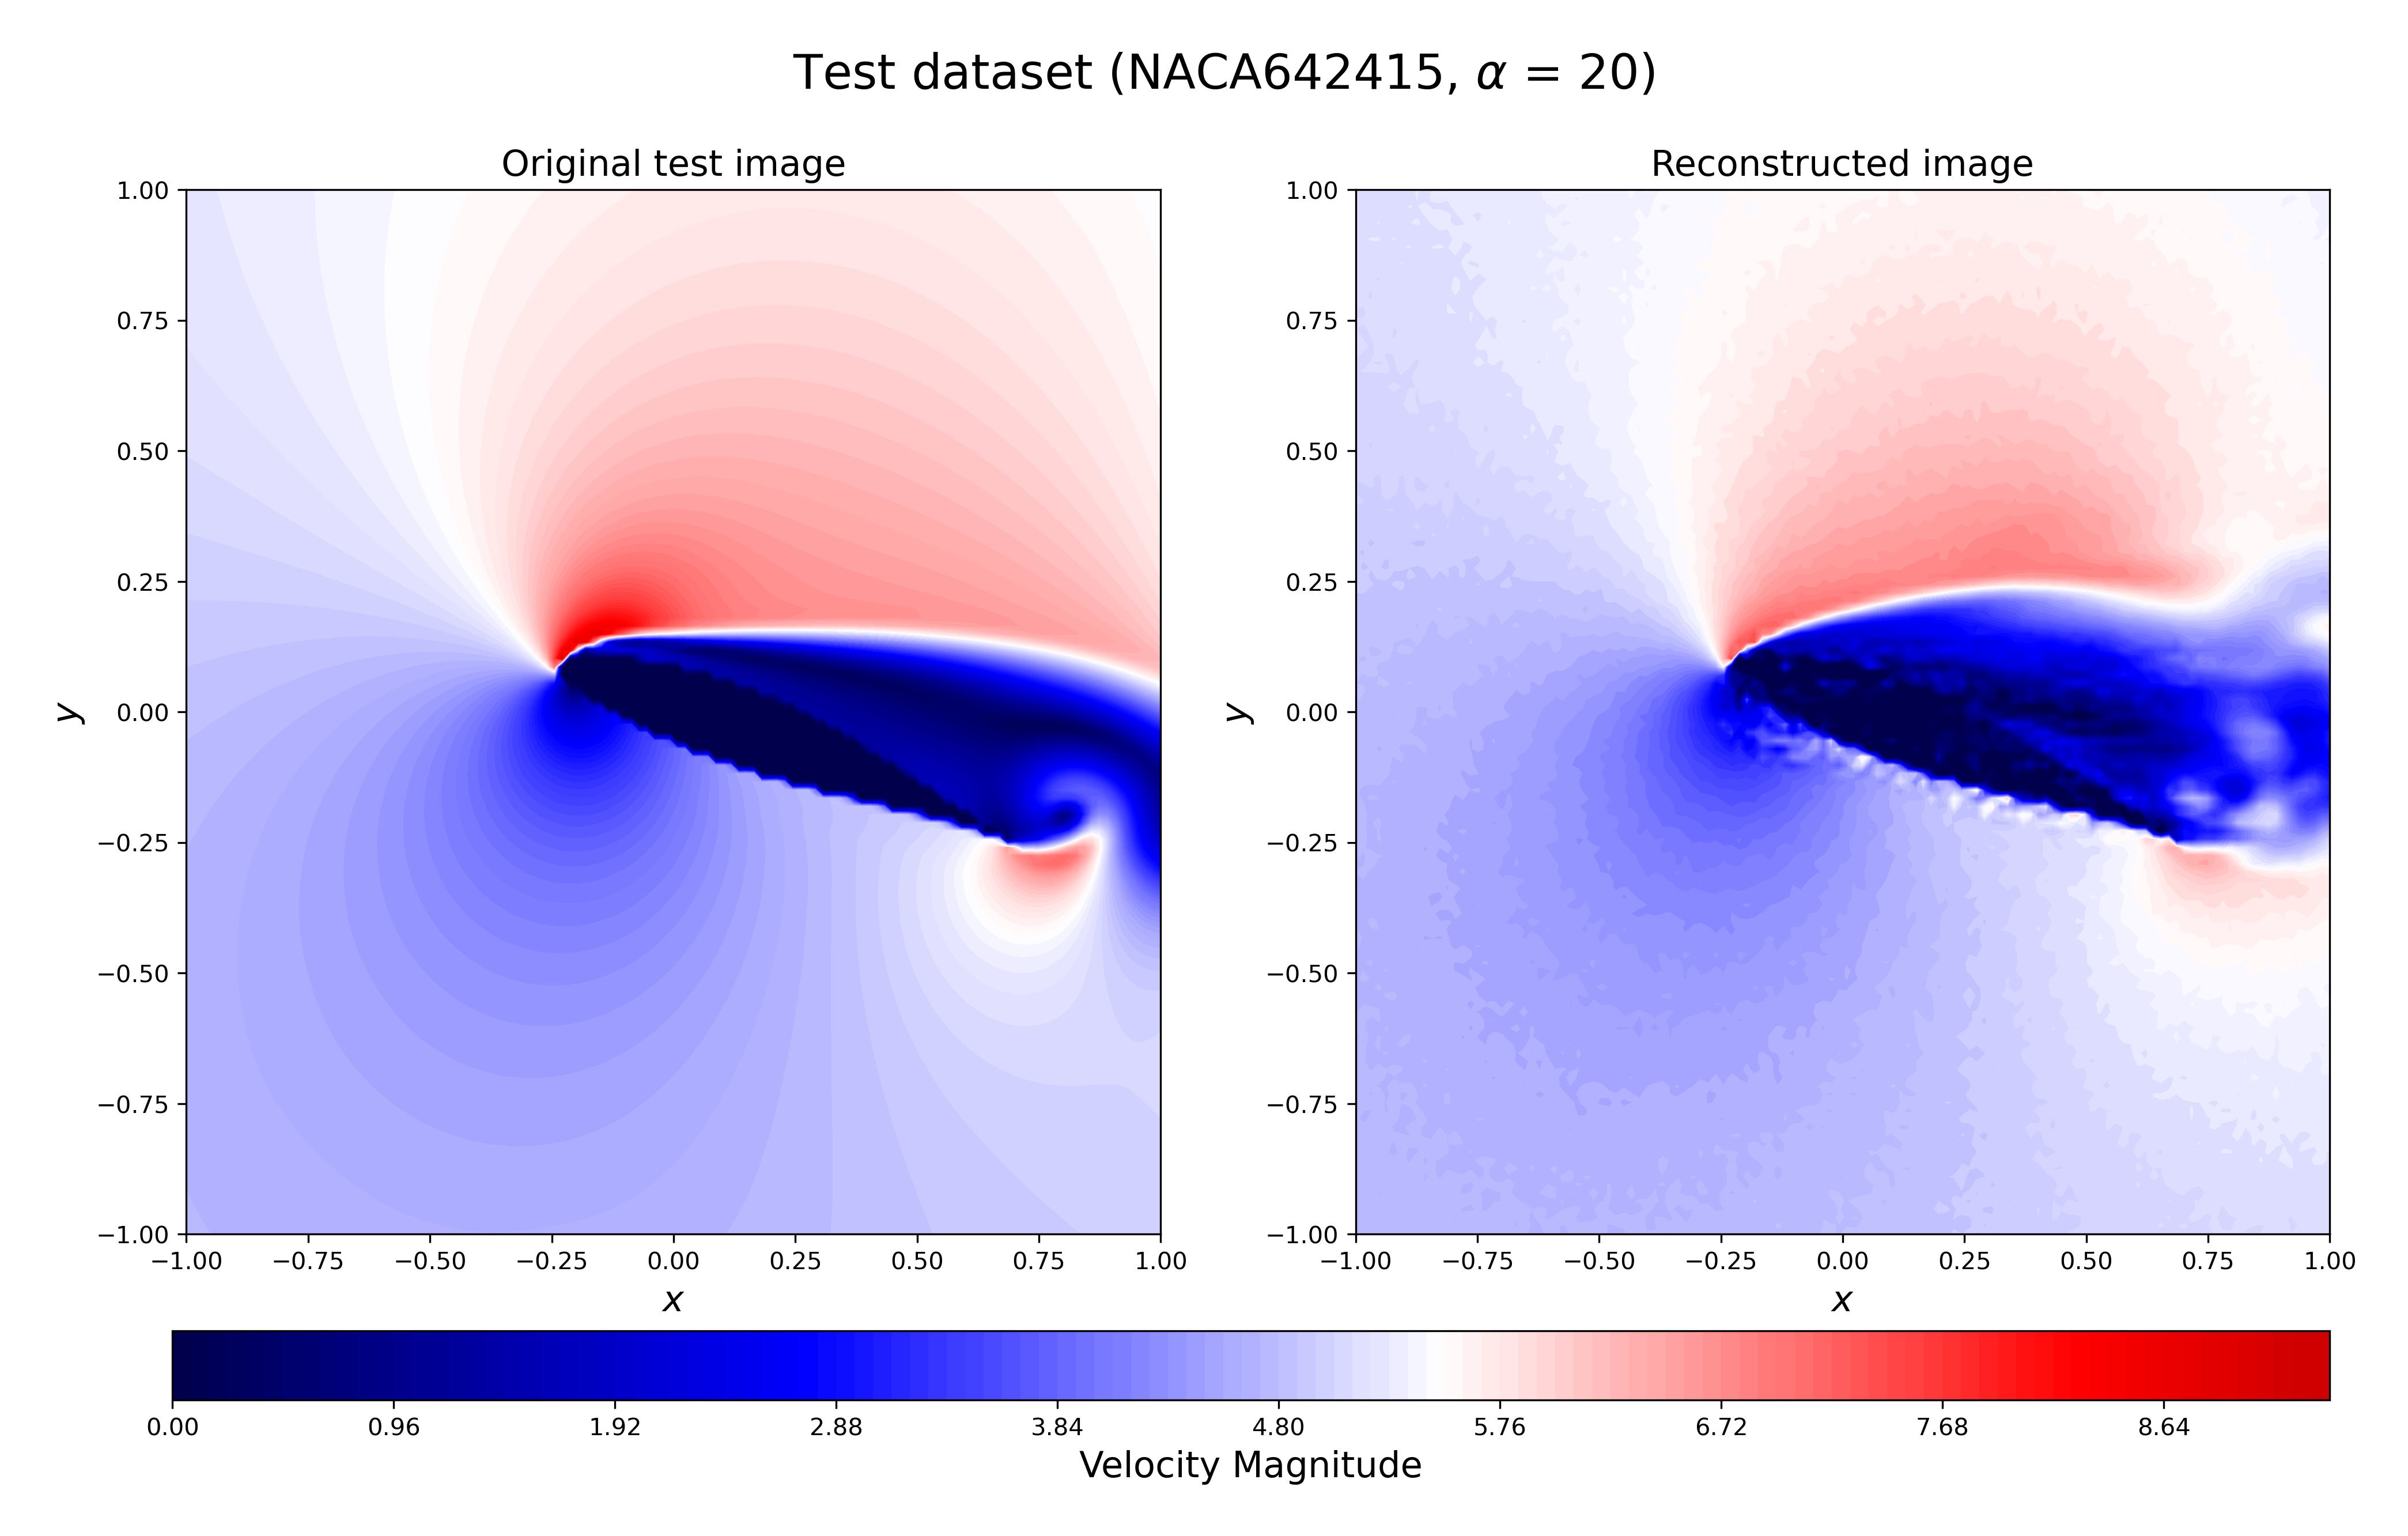 Test dataset (NACA642415, α = 20)
Original test image
Reconstructed image
1.00
0.75
0.50
0.25
0.00
−0.25
−0.50
−0.75
−1.00
y
−1.00 −0.75 −0.50 −0.25 0.00 0.25 0.50 0.75 1.00
x
1.00
0.75
0.50
0.25
0.00
−0.25
−0.50
−0.75
−1.00
y
−1.00 −0.75 −0.50 −0.25 0.00 0.25 0.50 0.75 1.00
x
0.00 0.96 1.92 2.88 3.84 4.80 5.76 6.72 7.68 8.64
Velocity Magnitude